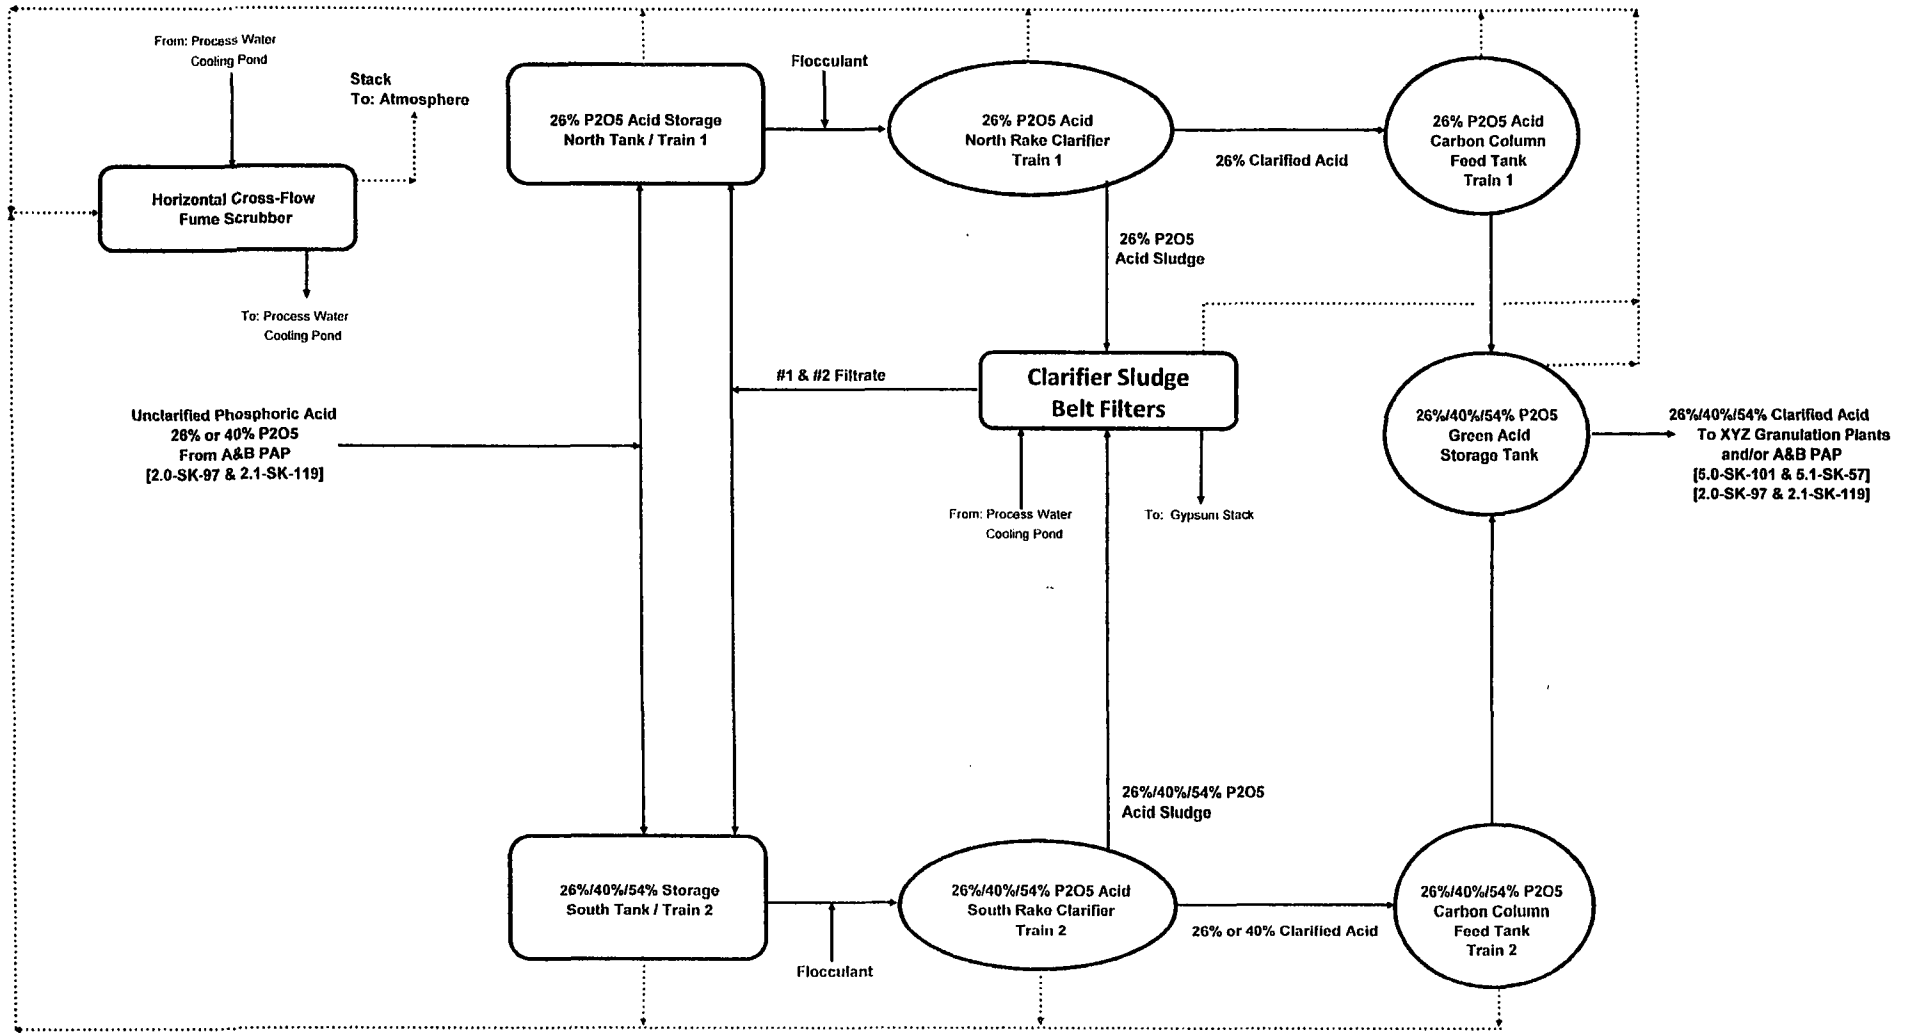 From: Process Water
Cooling Pond
Stack
To: Atmosphere
Horizontal Cross-Flow
Fume Scrubber
To: Process Water
Cooling Pond
26% P2O5 Acid Storage
North Tank / Train 1
Flocculant
26% P2O5 Acid
North Rake Clarifier
Train 1
26% Clarified Acid
26% P2O5 Acid
Carbon Column
Feed Tank
Train 1
26% P2O5
Acid Sludge
#1 & #2 Filtrate
Clarifier Sludge
Belt Filters
Unclarified Phosphoric Acid
26% or 40% P2O5
From A&B PAP
[2.0-SK-97 & 2.1-SK-119]
26%/40%/54% P2O5
Green Acid
Storage Tank
26%/40%/54% Clarified Acid
To XYZ Granulation Plants
and/or A&B PAP
[5.0-SK-101 & 5.1-SK-57]
[2.0-SK-97 & 2.1-SK-119]
From: Process Water
Cooling Pond
To: Gypsum Stack
26%/40%/54% P2O5
Acid Sludge
26%/40%/54% Storage
South Tank / Train 2
Flocculant
26%/40%/54% P2O5 Acid
South Rake Clarifier
Train 2
26% or 40% Clarified Acid
26%/40%/54% P2O5
Carbon Column
Feed Tank
Train 2